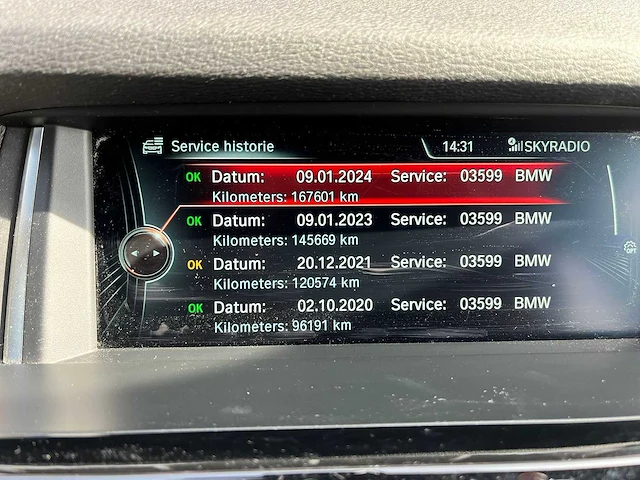 Service historie 14:31 SKYRADIO
OK Datum: 09.01.2024 Service: 03599 BMW
Kilometers: 167601 km
OK Datum: 09.01.2023 Service: 03599 BMW
Kilometers: 145669 km
OK Datum: 20.12.2021 Service: 03599 BMW
Kilometers: 120574 km
OK Datum: 02.10.2020 Service: 03599 BMW
Kilometers: 96191 km
OPT